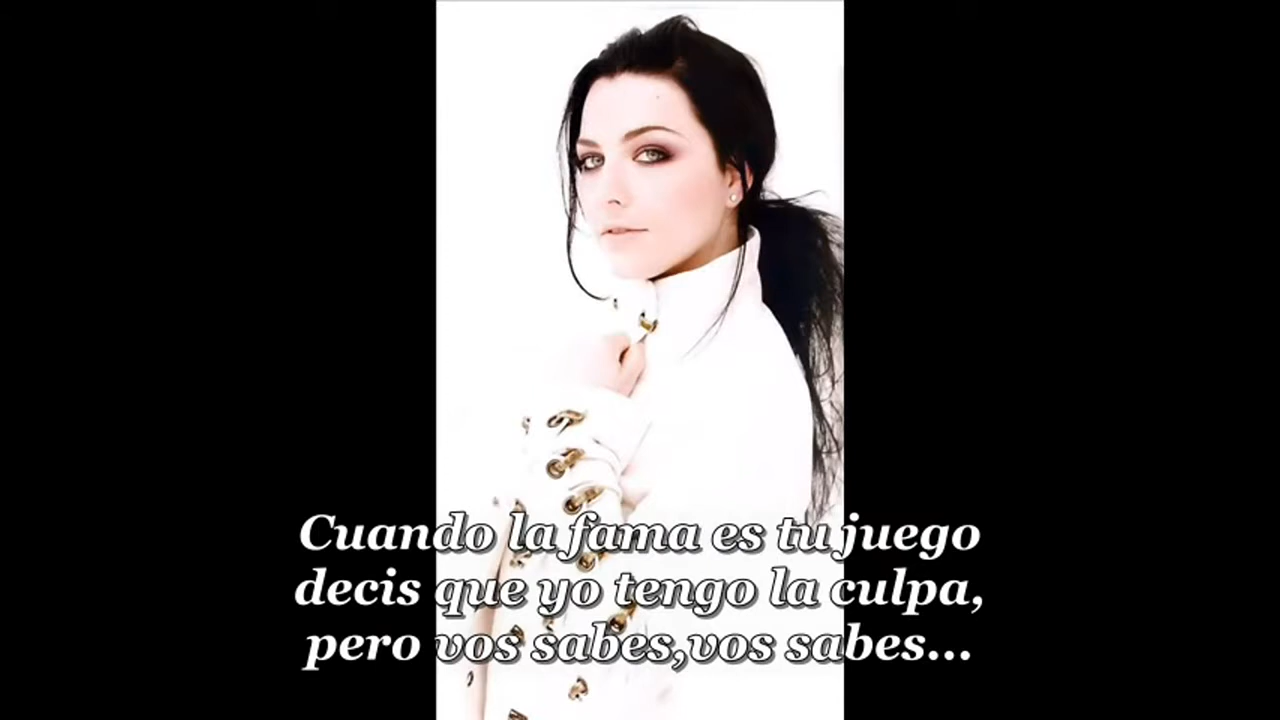 Cuando la fama es tu juego
decis que yo tengo la culpa,
pero vos sabes,vos sabes...